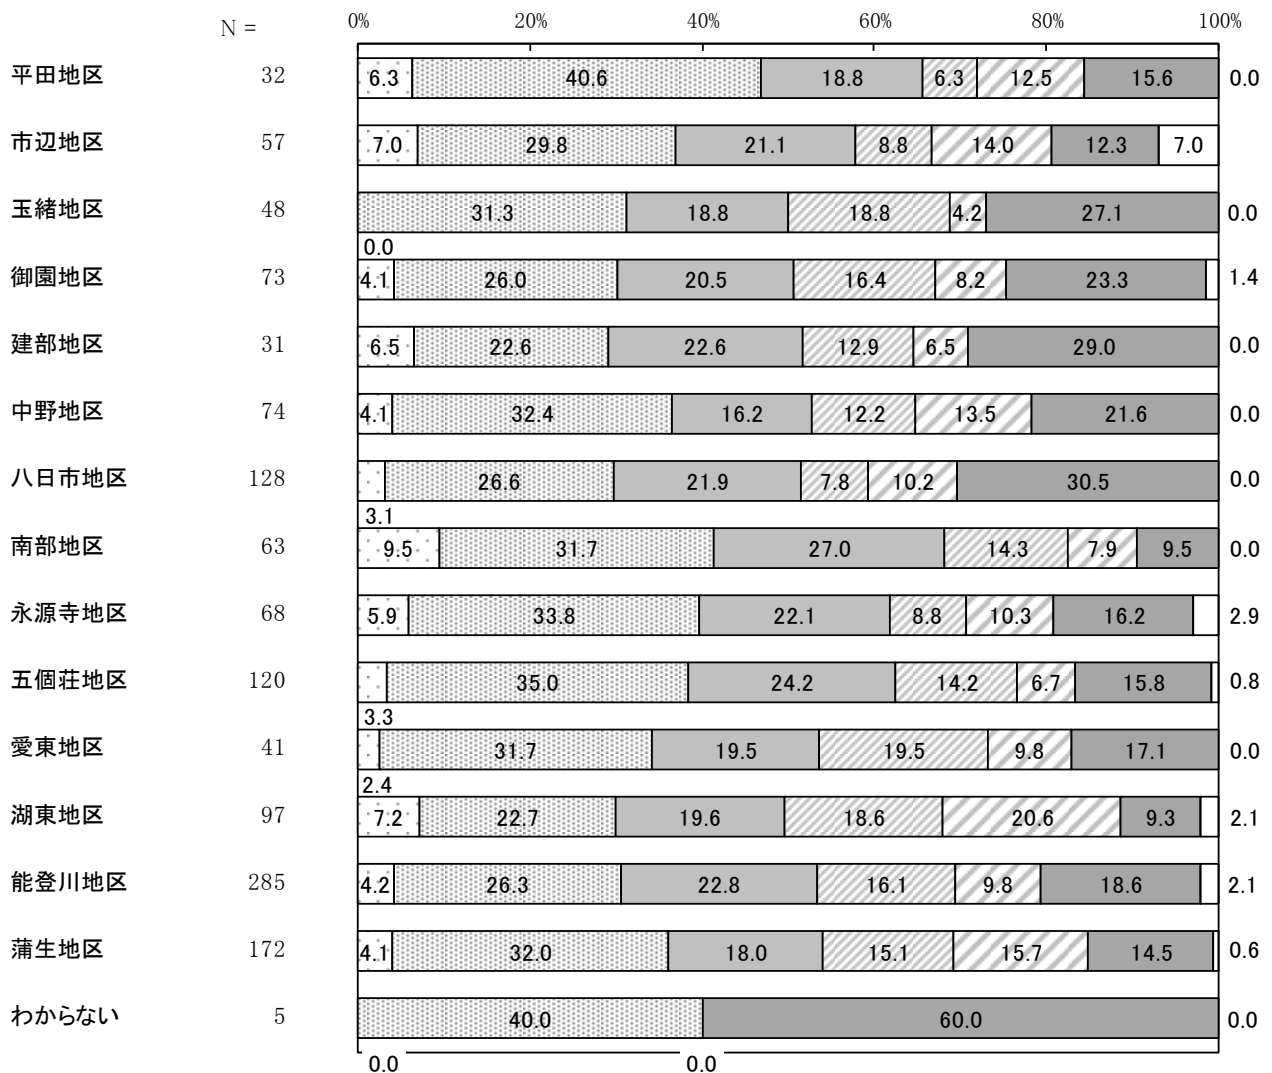 N =
0% 20% 40% 60% 80% 100%
平田地区 32 6.3 40.6 18.8 6.3 12.5 15.6 0.0
市辺地区 57 7.0 29.8 21.1 8.8 14.0 12.3 7.0
玉緒地区 48 31.3 18.8 18.8 4.2 27.1 0.0
0.0
御園地区 73 4.1 26.0 20.5 16.4 8.2 23.3 1.4
建部地区 31 6.5 22.6 22.6 12.9 6.5 29.0 0.0
中野地区 74 4.1 32.4 16.2 12.2 13.5 21.6 0.0
八日市地区 128 26.6 21.9 7.8 10.2 30.5 0.0
3.1
南部地区 63 9.5 31.7 27.0 14.3 7.9 9.5 0.0
永源寺地区 68 5.9 33.8 22.1 8.8 10.3 16.2 2.9
五個荘地区 120 35.0 24.2 14.2 6.7 15.8 0.8
3.3
愛東地区 41 31.7 19.5 19.5 9.8 17.1 0.0
2.4
湖東地区 97 7.2 22.7 19.6 18.6 20.6 9.3 2.1
能登川地区 285 4.2 26.3 22.8 16.1 9.8 18.6 2.1
蒲生地区 172 4.1 32.0 18.0 15.1 15.7 14.5 0.6
わからない 5 40.0 60.0 0.0
0.0 0.0